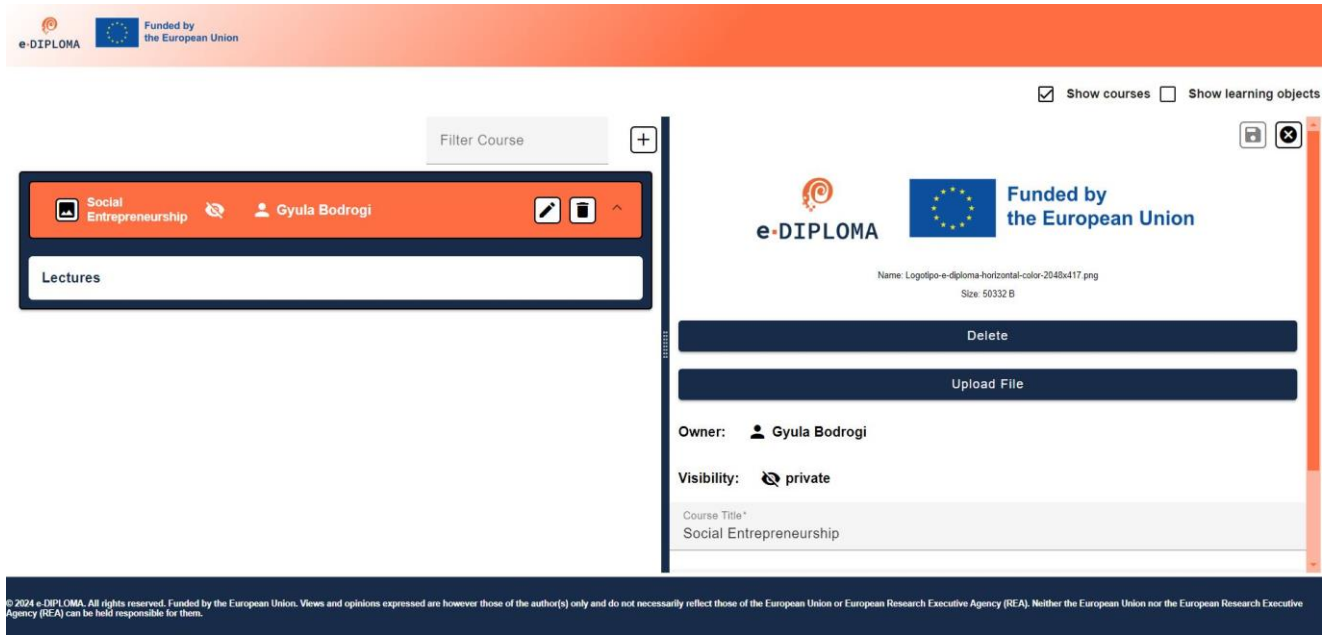 e-DIPLOMA
Funded by
the European Union
Show courses
Show learning objects
Filter Course
Social
Entrepreneurship
Gyula Bodrogi
Lectures
e-DIPLOMA
Funded by
the European Union
Name: Logotipo-e-diploma-horizontal-color-2048x417.png
Size: 50332 B
Delete
Upload File
Owner: Gyula Bodrogi
Visibility: private
Course Title*
Social Entrepreneurship
© 2024 e-DIPLOMA. All rights reserved. Funded by the European Union. Views and opinions expressed are however those of the author(s) only and do not necessarily reflect those of the European Union or European Research Executive Agency (REA). Neither the European Union nor the European Research Executive
Agency (REA) can be held responsible for them.